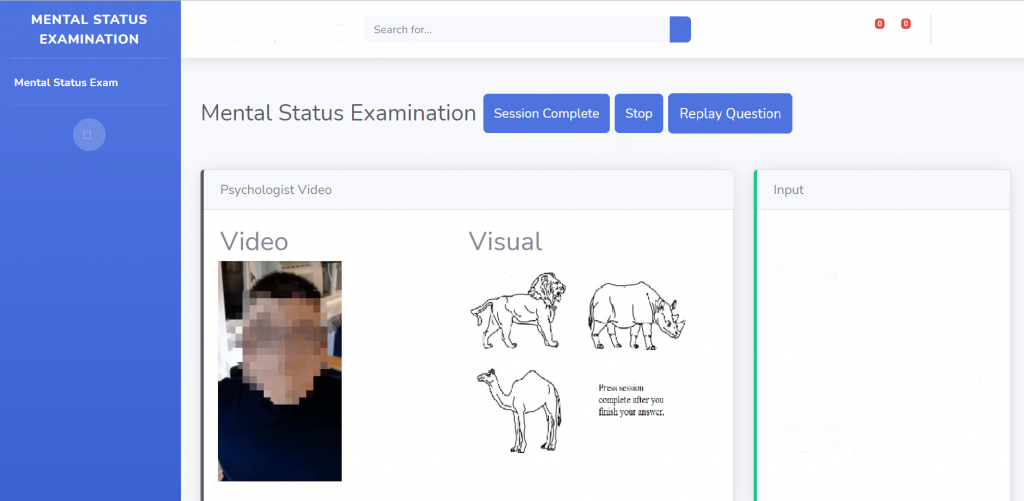 MENTAL STATUS
EXAMINATION
Mental Status Exam
Search for...
0 0
Mental Status Examination
Session Complete
Stop
Replay Question
Psychologist Video
Video
Visual
Press session
complete after you
finish your answer.
Input